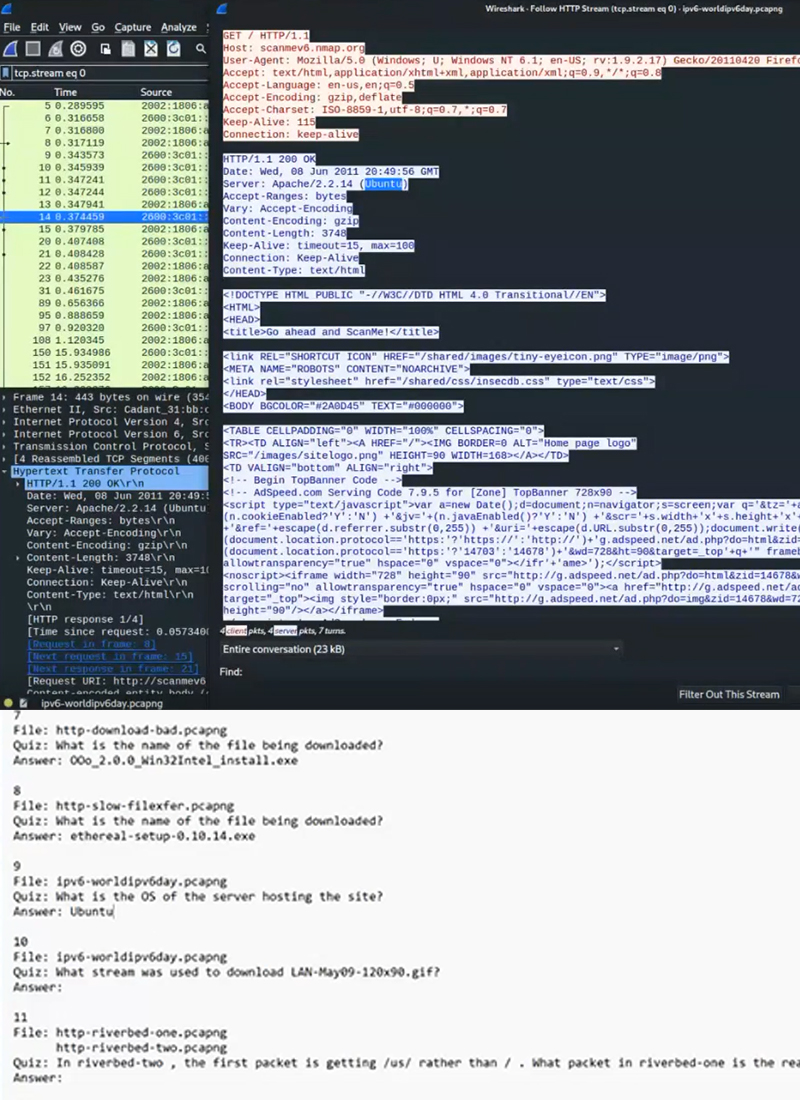 Wireshark · Follow HTTP Stream (tcp.stream eq 0) · ipv6-worldipv6day.pcapng
File Edit View Go Capture Analyze
tcp.stream eq 0
No. Time Source
5 0.289595 2002:1806:a
6 0.316658 2600:3c01::
7 0.316800 2002:1806:a
8 0.317119 2002:1806:a
9 0.343573 2600:3c01::
10 0.345939 2600:3c01::
11 0.347241 2600:3c01::
12 0.347244 2600:3c01::
13 0.347941 2002:1806:a
14 0.374459 2600:3c01::
15 0.379785 2002:1806:a
20 0.407408 2600:3c01::
21 0.408428 2600:3c01::
22 0.408587 2002:1806:a
23 0.435276 2600:3c01::
31 0.461675 2600:3c01::
89 0.656366 2002:1806:a
95 0.888659 2002:1806:a
97 0.920320 2600:3c01::
108 1.120345 2002:1806:a
150 15.934986 2600:3c01::
151 15.935091 2002:1806:a
152 16.252352 2002:1806:a
Frame 14: 443 bytes on wire (354
Ethernet II, Src: Cadant_31:bb:c
Internet Protocol Version 4, Src
Internet Protocol Version 6, Src
Transmission Control Protocol, S
[4 Reassembled TCP Segments (400
Hypertext Transfer Protocol
HTTP/1.1 200 OK\r\n
Date: Wed, 08 Jun 2011 20:49:5
Server: Apache/2.2.14 (Ubuntu
Accept-Ranges: bytes\r\n
Vary: Accept-Encoding\r\n
Content-Encoding: gzip\r\n
Content-Length: 3748\r\n
Keep-Alive: timeout=15, max=10
Connection: Keep-Alive\r\n
Content-Type: text/html\r\n
\r\n
[HTTP response 1/4]
[Time since request: 0.0573400
[Request in frame: 8]
[Next request in frame: 15]
[Next response in frame: 21]
[Request URI: http://scanmev6
Content-encoded entity body (
ipv6-worldipv6day.pcapng
GET / HTTP/1.1
Host: scanmev6.nmap.org
User-Agent: Mozilla/5.0 (Windows; U; Windows NT 6.1; en-US; rv:1.9.2.17) Gecko/20110420 Firefo
Accept: text/html,application/xhtml+xml,application/xml;q=0.9,*/*;q=0.8
Accept-Language: en-us,en;q=0.5
Accept-Encoding: gzip,deflate
Accept-Charset: ISO-8859-1,utf-8;q=0.7,*;q=0.7
Keep-Alive: 115
Connection: keep-alive
HTTP/1.1 200 OK
Date: Wed, 08 Jun 2011 20:49:56 GMT
Server: Apache/2.2.14 (Ubuntu)
Accept-Ranges: bytes
Vary: Accept-Encoding
Content-Encoding: gzip
Content-Length: 3748
Keep-Alive: timeout=15, max=100
Connection: Keep-Alive
Content-Type: text/html
<!DOCTYPE HTML PUBLIC "-//W3C//DTD HTML 4.0 Transitional//EN">
<HTML>
<HEAD>
<title>Go ahead and ScanMe!</title>
<link REL="SHORTCUT ICON" HREF="/shared/images/tiny-eyeicon.png" TYPE="image/png">
<META NAME="ROBOTS" CONTENT="NOARCHIVE">
<link rel="stylesheet" href="/shared/css/insecdb.css" type="text/css">
</HEAD>
<BODY BGCOLOR="#2A0D45" TEXT="#000000">
<TABLE CELLPADDING="0" WIDTH="100%" CELLSPACING="0">
<TR><TD ALIGN="left"><A HREF="/"><IMG BORDER=0 ALT="Home page logo"
SRC="/images/sitelogo.png" HEIGHT=90 WIDTH=168></A></TD>
<TD VALIGN="bottom" ALIGN="right">
<!-- Begin TopBanner Code -->
<!-- AdSpeed.com Serving Code 7.9.5 for [Zone] TopBanner 728x90 -->
<script type="text/javascript">var a=new Date();d=document;n=navigator;s=screen;var q='&tz='+a
(n.cookieEnabled?'Y':'N') +'&jv='+(n.javaEnabled()?'Y':'N') +'&scr='+s.width+'x'+s.height+'x'
+'&ref='+escape(d.referrer.substr(0,255)) +'&uri='+escape(d.URL.substr(0,255));document.write(
(document.location.protocol=='https:'?'https://':'http://')+'g.adspeed.net/ad.php?do=html&zid=
(document.location.protocol=='https:'?'14703':'14678')+'&wd=728&ht=90&target=_top'+q+'" frameb
allowtransparency="true" hspace="0" vspace="0"></ifr'+'ame>');</script>
<noscript><iframe width="728" height="90" src="http://g.adspeed.net/ad.php?do=html&zid=14678&w
scrolling="no" allowtransparency="true" hspace="0" vspace="0"><a href="http://g.adspeed.net/ad
target="_top"><img style="border:0px;" src="http://g.adspeed.net/ad.php?do=img&zid=14678&wd=72
height="90"/></a></iframe>
4 client pkts, 4 server pkts, 7 turns.
Entire conversation (23 kB)
Find:
Filter Out This Stream
7
File: http-download-bad.pcapng
Quiz: What is the name of the file being downloaded?
Answer: OOo_2.0.0_Win32Intel_install.exe
8
File: http-slow-filexfer.pcapng
Quiz: What is the name of the file being downloaded?
Answer: ethereal-setup-0.10.14.exe
9
File: ipv6-worldipv6day.pcapng
Quiz: What is the OS of the server hosting the site?
Answer: Ubuntu
10
File: ipv6-worldipv6day.pcapng
Quiz: What stream was used to download LAN-May09-120x90.gif?
Answer:
11
File: http-riverbed-one.pcapng
http-riverbed-two.pcapng
Quiz: In riverbed-two , the first packet is getting /us/ rather than / . What packet in riverbed-one is the rea
Answer: